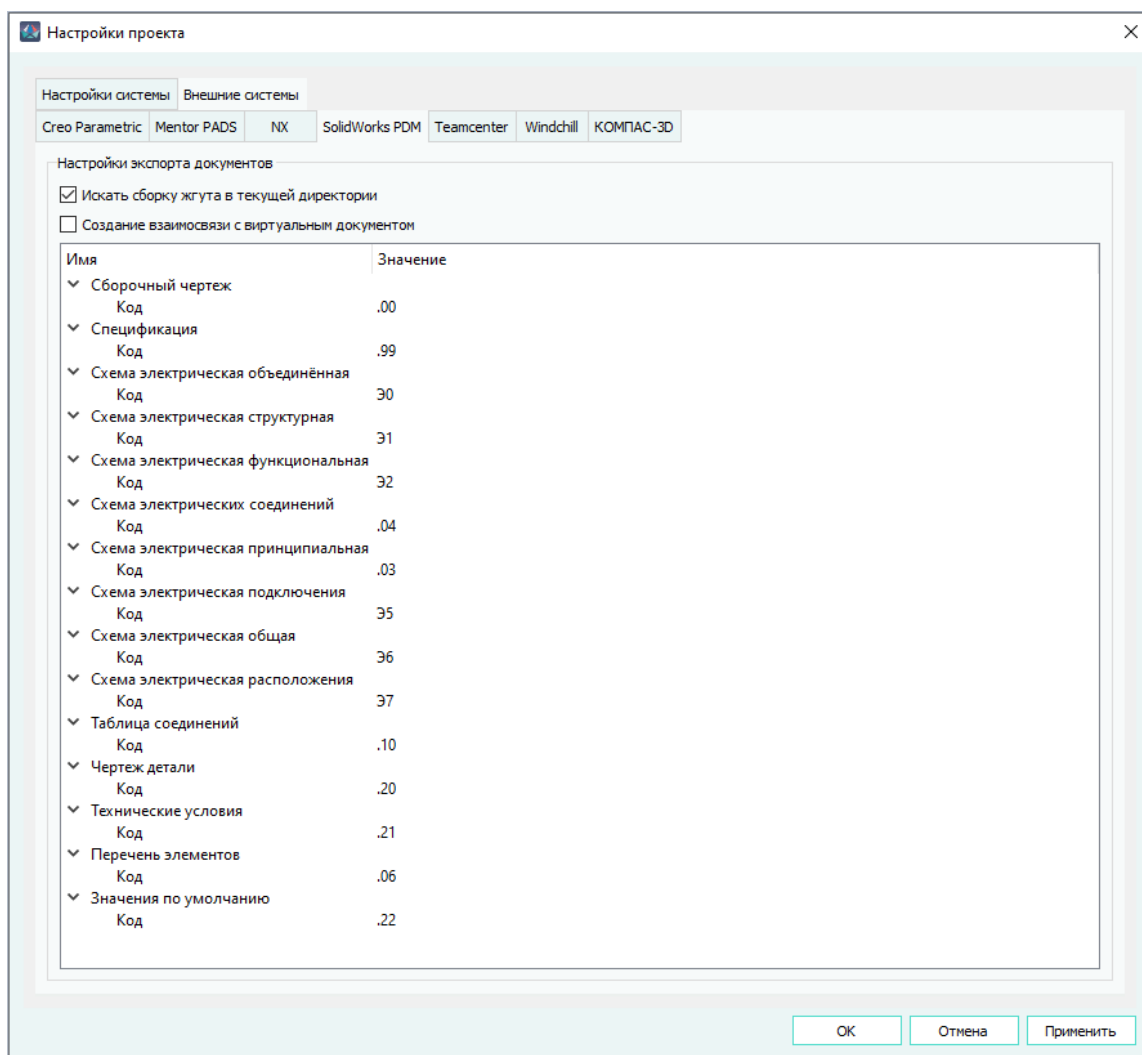 Настройки проекта
Настройки системы Внешние системы
Creo Parametric Mentor PADS NX SolidWorks PDM Teamcenter Windchill КОМПАС-3D
Настройки экспорта документов
Искать сборку жгута в текущей директории
Создание взаимосвязи с виртуальным документом
Имя Значение
Сборочный чертеж
Код .00
Спецификация
Код .99
Схема электрическая объединённая
Код Э0
Схема электрическая структурная
Код Э1
Схема электрическая функциональная
Код Э2
Схема электрических соединений
Код .04
Схема электрическая принципиальная
Код .03
Схема электрическая подключения
Код Э5
Схема электрическая общая
Код Э6
Схема электрическая расположения
Код Э7
Таблица соединений
Код .10
Чертеж детали
Код .20
Технические условия
Код .21
Перечень элементов
Код .06
Значения по умолчанию
Код .22
ОК Отмена Применить